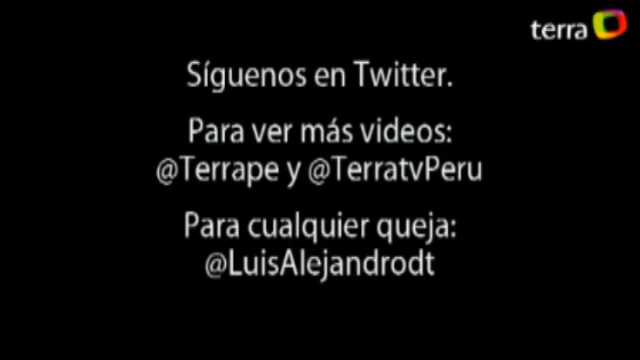 terra
Síguenos en Twitter.
Para ver más videos:
@Terrape y @TerratvPeru
Para cualquier queja:
@LuisAlejandrodt